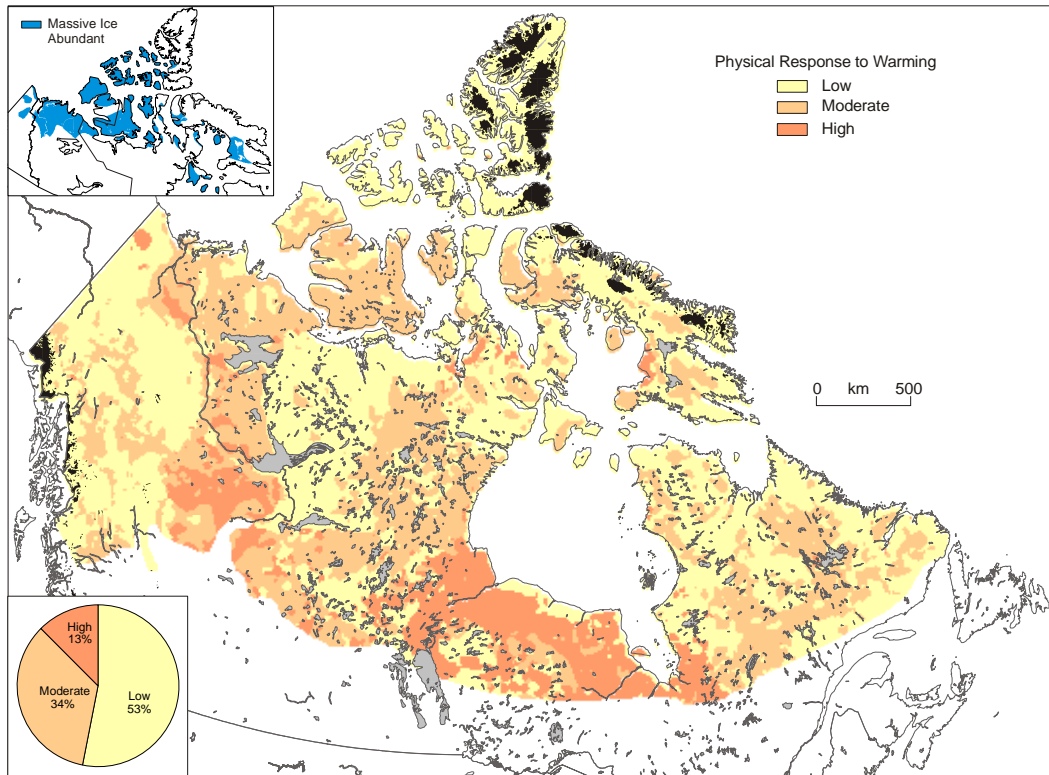 Massive Ice
Abundant
Physical Response to Warming
Low
Moderate
High
0 km 500
High
13%
Moderate
34%
Low
53%